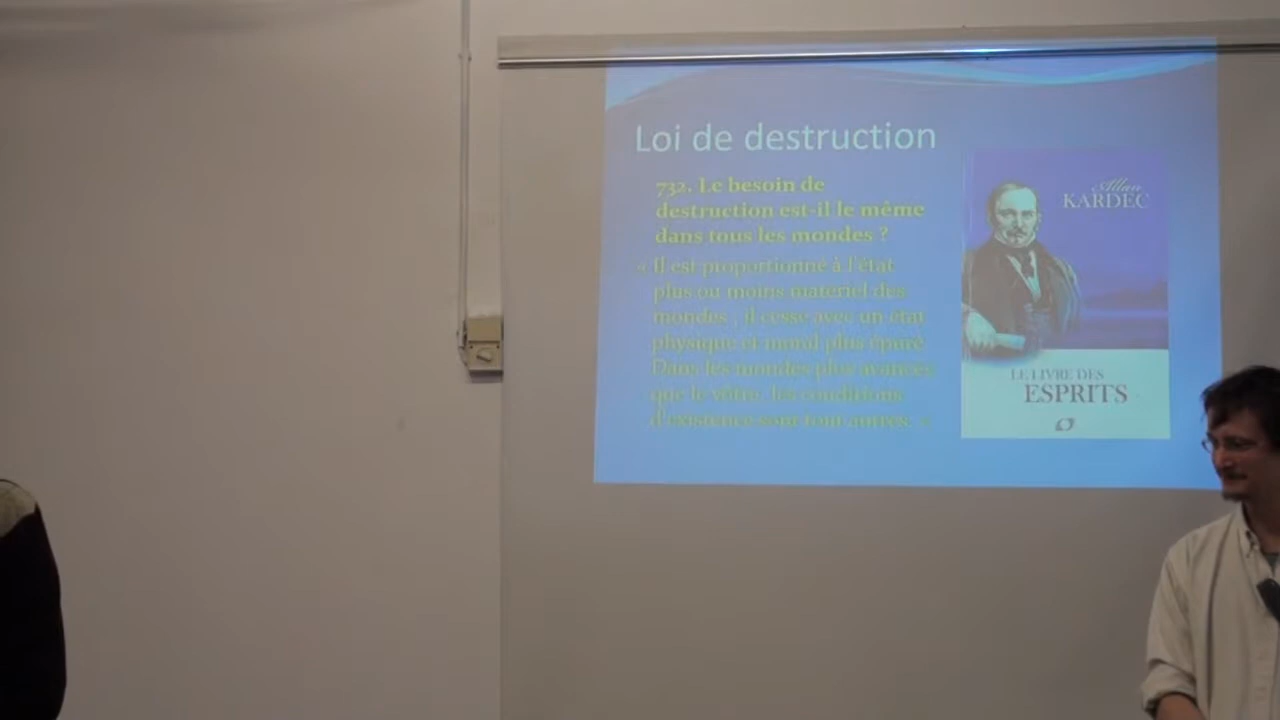 Loi de destruction
732. Le besoin de
destruction est-il le même
dans tous les mondes ?
« Il est proportionné à l'état
plus ou moins matériel des
mondes ; il cesse avec un état
physique et moral plus épuré.
Dans les mondes plus avancés
que le vôtre, les conditions
d'existence sont tout autres. »
Allan
KARDEC
LE LIVRE DES
ESPRITS